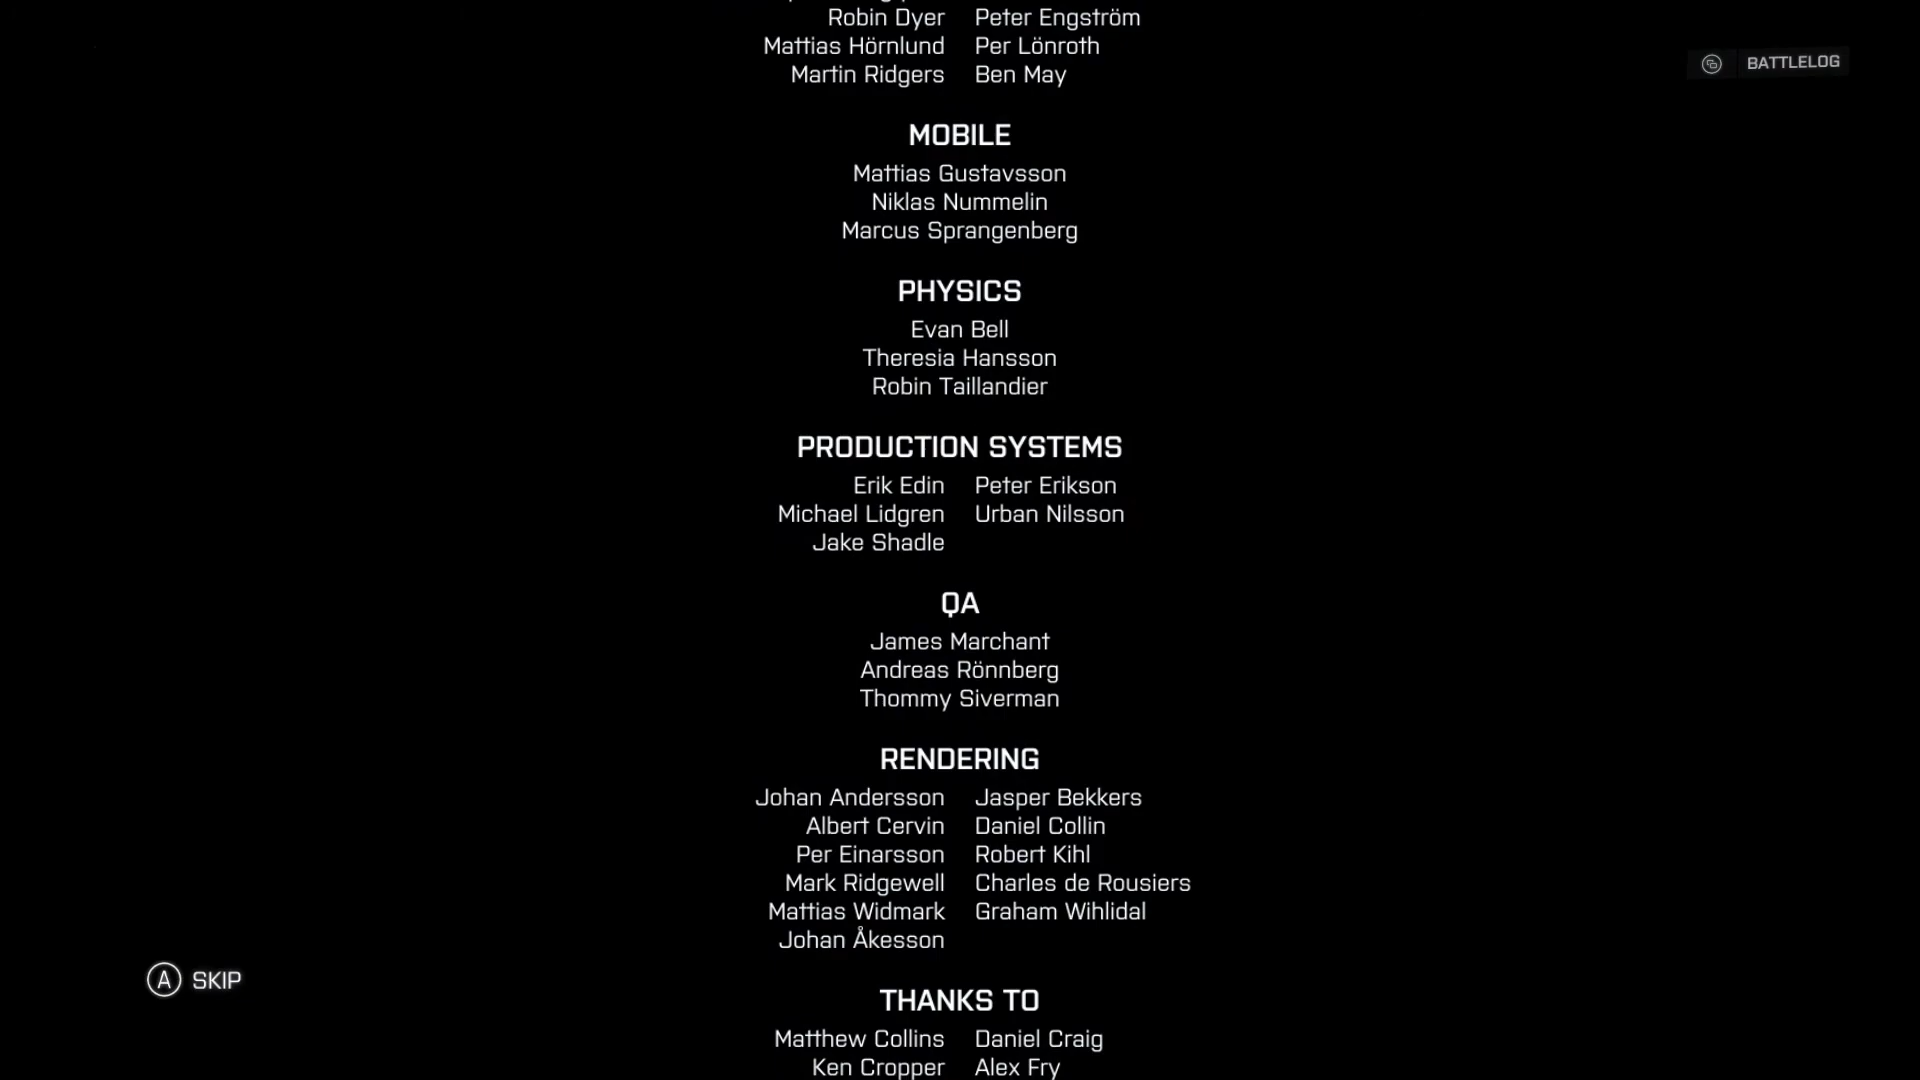 Robin Dyer Peter Engström
Mattias Hörnlund Per Lönroth
Martin Ridgers Ben May
BATTLELOG
MOBILE
Mattias Gustavsson
Niklas Nummelin
Marcus Sprangenberg
PHYSICS
Evan Bell
Theresia Hansson
Robin Taillandier
PRODUCTION SYSTEMS
Erik Edin Peter Erikson
Michael Lidgren Urban Nilsson
Jake Shadle
QA
James Marchant
Andreas Rönnberg
Thommy Siverman
RENDERING
Johan Andersson Jasper Bekkers
Albert Cervin Daniel Collin
Per Einarsson Robert Kihl
Mark Ridgewell Charles de Rousiers
Mattias Widmark Graham Wihlidal
Johan Åkesson
A SKIP
THANKS TO
Matthew Collins Daniel Craig
Ken Cropper Alex Fry